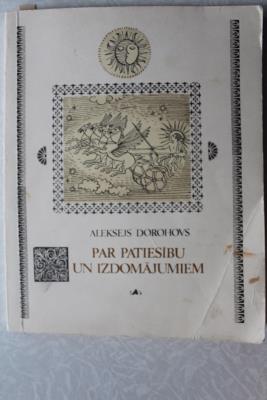 ALEKSEJS DOROHOVS
PAR PATIESĪBU
UN IZDOMĀJUMIEM